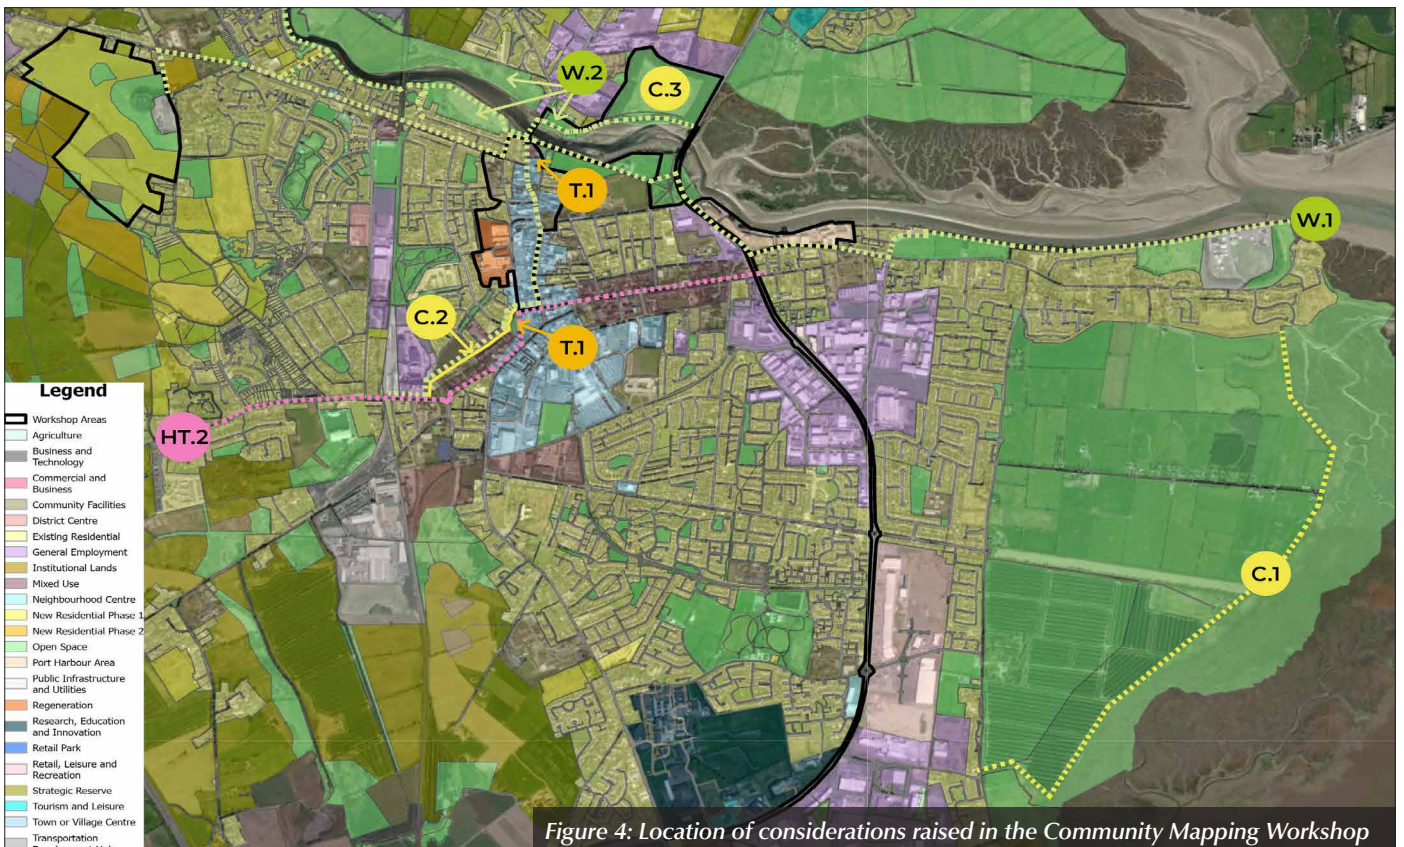 W.2
C.3
T.1
W.1
C.2
T.1
HT.2
C.1
Legend
Workshop Areas
Agriculture
Business and
Technology
Commercial and
Business
Community Facilities
District Centre
Existing Residential
General Employment
Institutional Lands
Mixed Use
Neighbourhood Centre
New Residential Phase 1
New Residential Phase 2
Open Space
Port Harbour Area
Public Infrastructure
and Utilities
Regeneration
Research, Education
and Innovation
Retail Park
Retail, Leisure and
Recreation
Strategic Reserve
Tourism and Leisure
Town or Village Centre
Transportation
Figure 4: Location of considerations raised in the Community Mapping Workshop